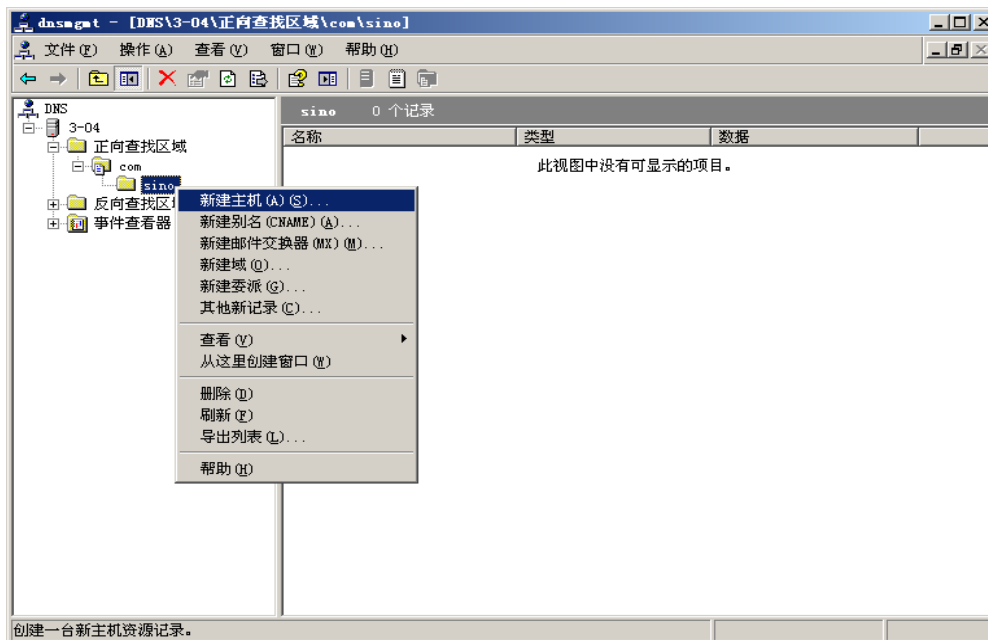 dnsmgmt - [DNS\3-04\正向查找区域\com\sino]
文件(F) 操作(A) 查看(V) 窗口(W) 帮助(H)
DNS
3-04
正向查找区域
com
sino
反向查找区
事件查看器
sino 0 个记录
名称 类型 数据
此视图中没有可显示的项目。
新建主机(A)(S)...
新建别名(CNAME)(A)...
新建邮件交换器(MX)(M)...
新建域(O)...
新建委派(G)...
其他新记录(C)...
查看(V)
从这里创建窗口(W)
删除(D)
刷新(F)
导出列表(L)...
帮助(H)
创建一台新主机资源记录。